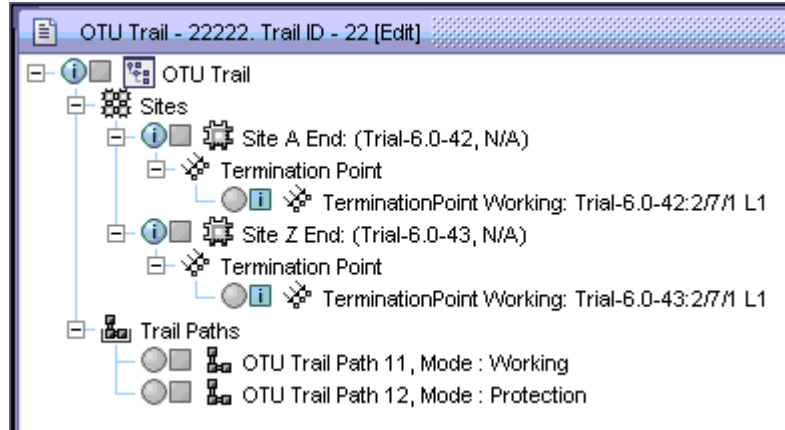 OTU Trail - 22222. Trail ID - 22 [Edit]
OTU Trail
Sites
Site A End: (Trial-6.0-42, N/A)
Termination Point
TerminationPoint Working: Trial-6.0-42:2/7/1 L1
Site Z End: (Trial-6.0-43, N/A)
Termination Point
TerminationPoint Working: Trial-6.0-43:2/7/1 L1
Trail Paths
OTU Trail Path 11, Mode : Working
OTU Trail Path 12, Mode : Protection